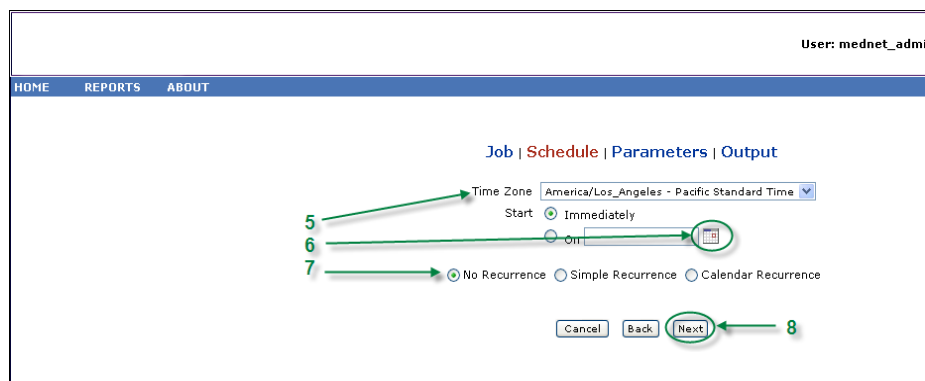 User: mednet_admi
HOME REPORTS ABOUT
Job | Schedule | Parameters | Output
Time Zone America/Los_Angeles - Pacific Standard Time
5
Start Immediately
6
On
7
No Recurrence Simple Recurrence Calendar Recurrence
Cancel Back Next 8